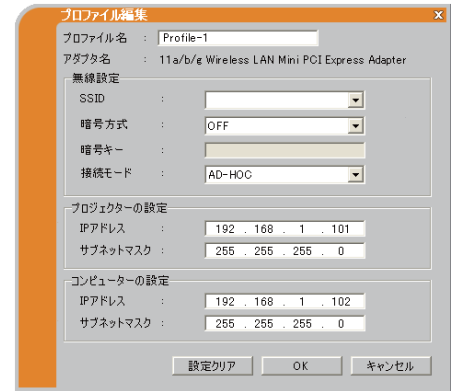 プロファイル編集 x
プロファイル名 : Profile-1
アダプタ名 : 11a/b/g Wireless LAN Mini PCI Express Adapter
無線設定
SSID :
暗号方式 : OFF
暗号キー :
接続モード : AD-HOC
プロジェクターの設定
IPアドレス : 192 . 168 . 1 . 101
サブネットマスク : 255 . 255 . 255 . 0
コンピューターの設定
IPアドレス : 192 . 168 . 1 . 102
サブネットマスク : 255 . 255 . 255 . 0
設定クリア OK キャンセル